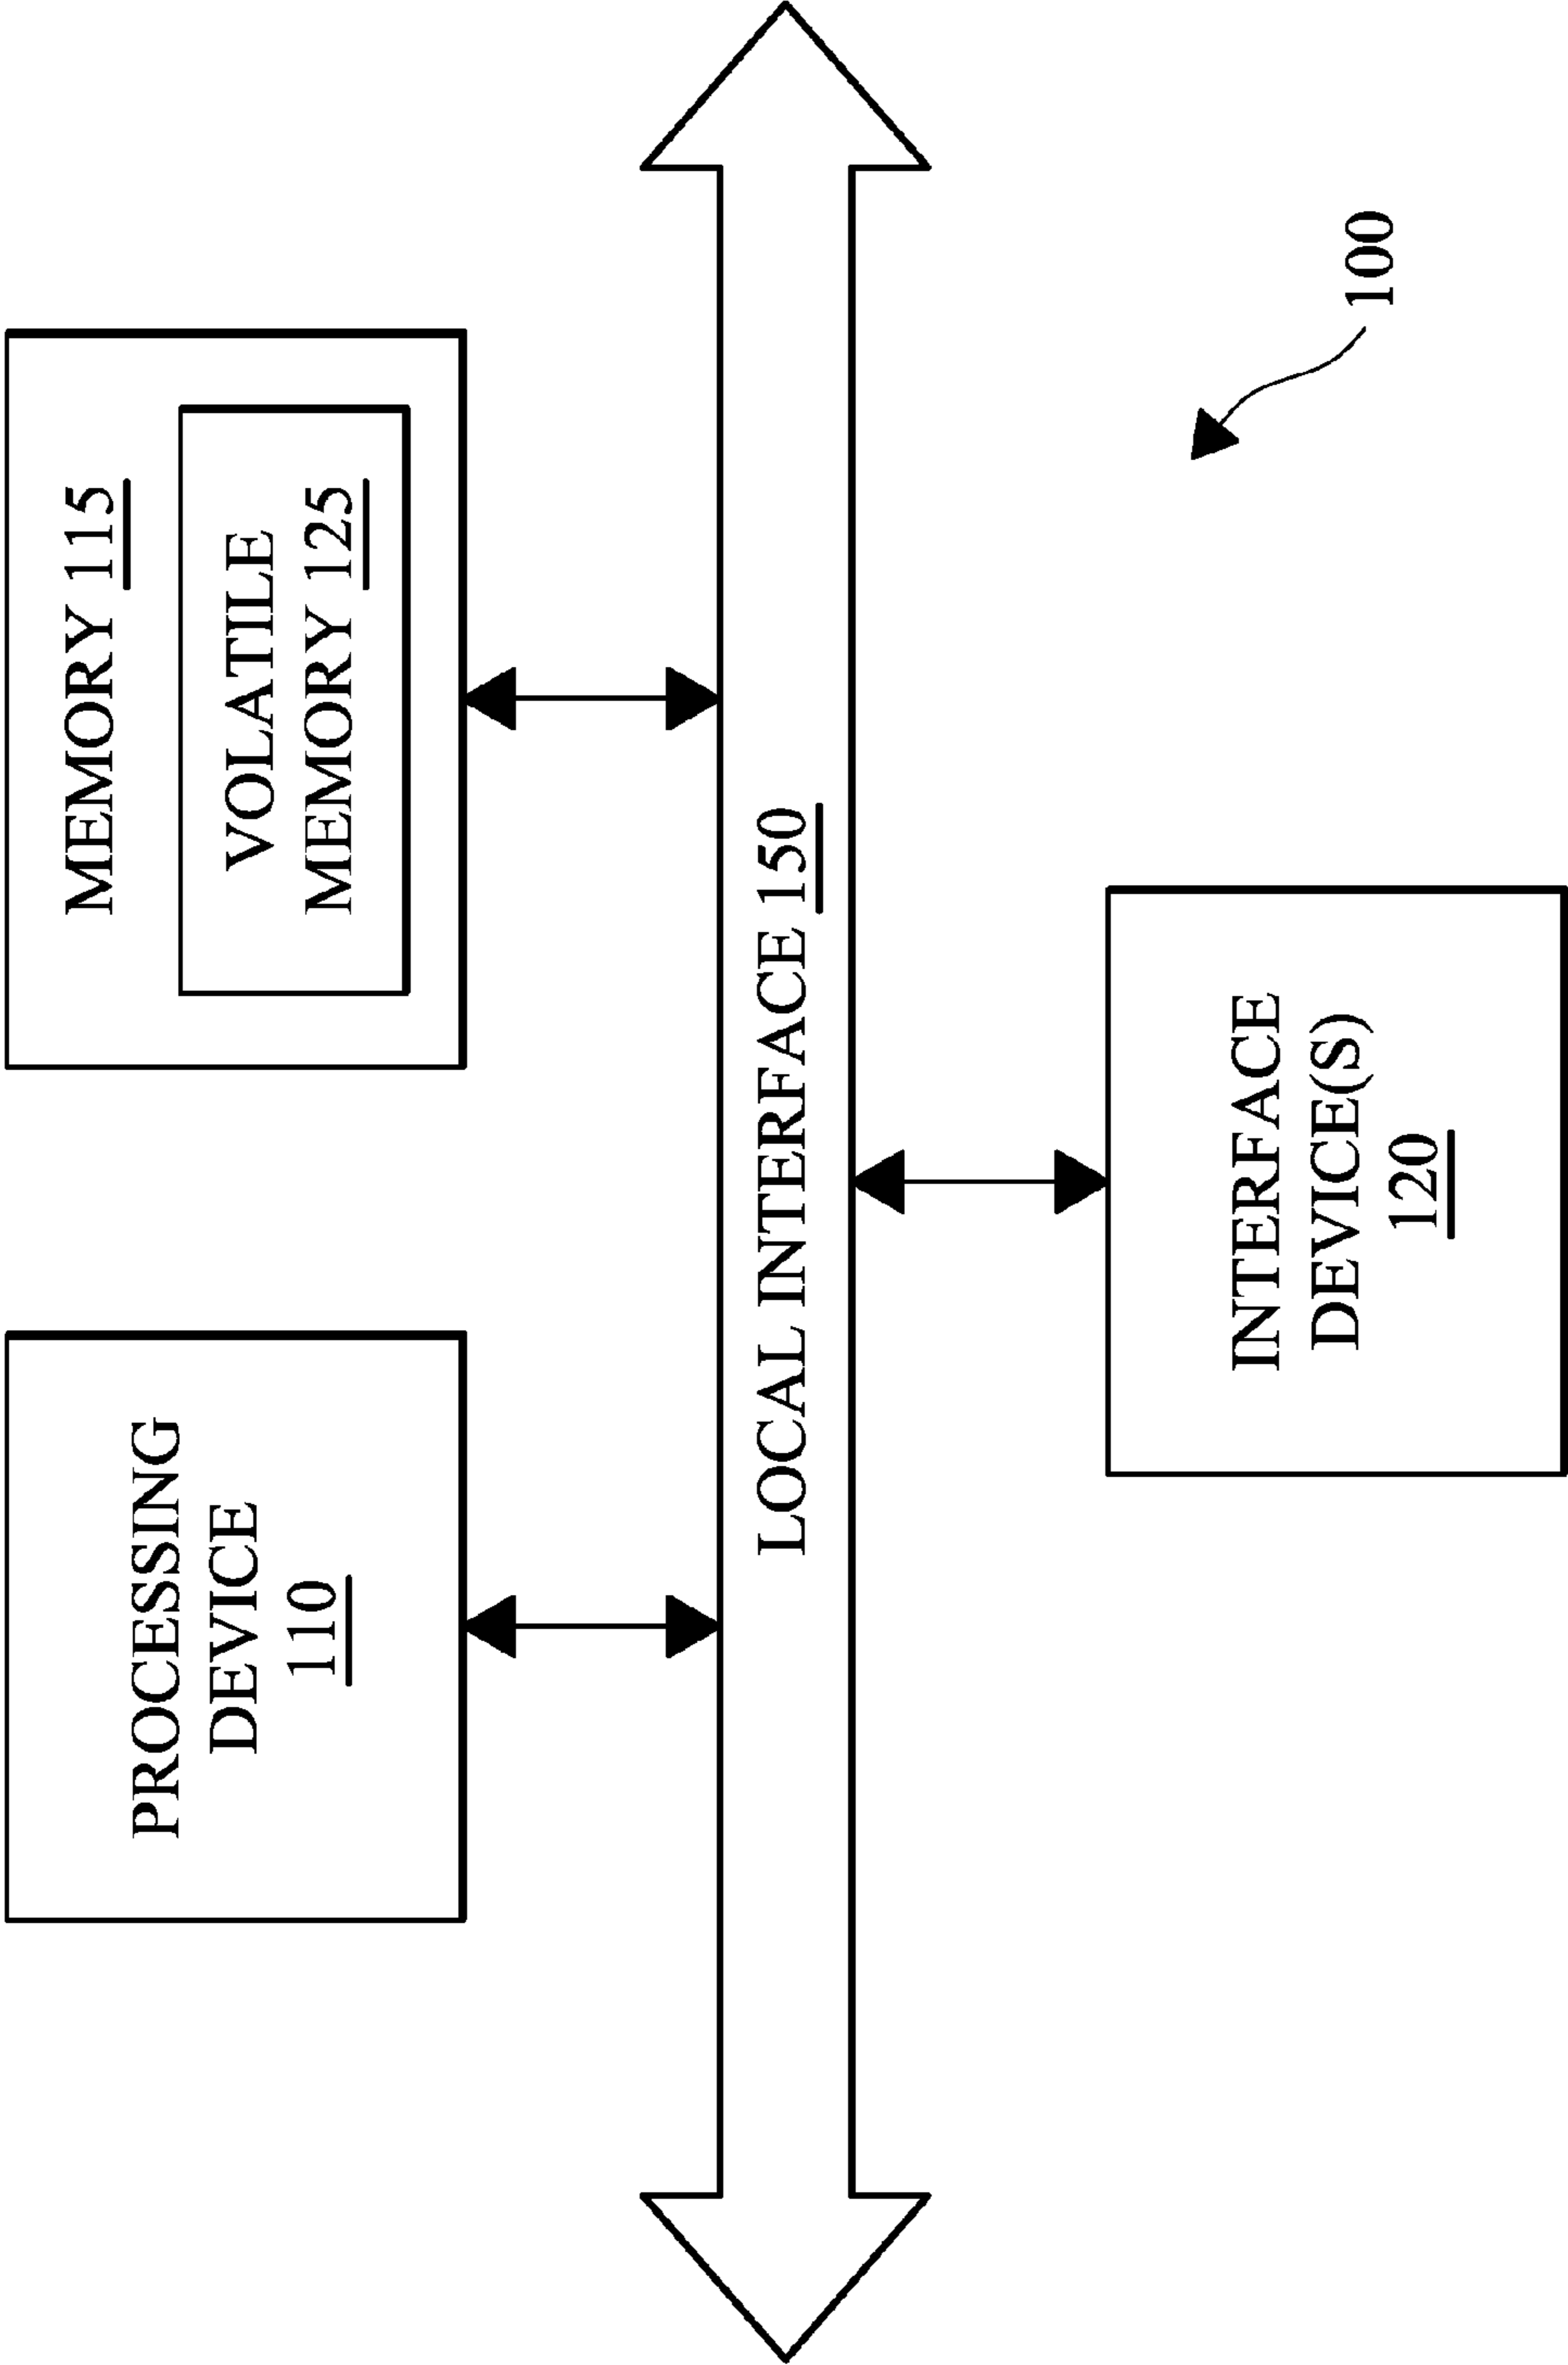 PROCESSING
DEVICE
110
MEMORY 115
VOLATILE
MEMORY 125
LOCAL INTERFACE 150
INTERFACE
DEVICE(S)
120
100